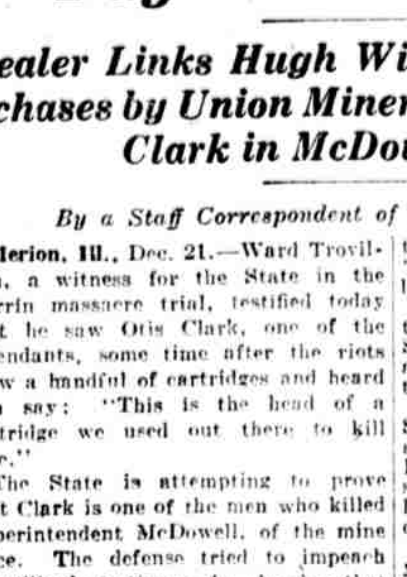 ealer Links Hugh Wi
chases by Union Miner
Clark in McDo
By a Staff Correspondent of
Merion, Ill., Dec. 21.—Ward Trovil-
, a witness for the State in the
rrin massacre trial, testified today
t he saw Otis Clark, one of the
endants, some time after the riots
w a handful of cartridges and heard
say: "This is the head of a
tridge we used out there to kill
."
The State is attempting to prove
t Clark is one of the men who killed
perintendent McDowell, of the mine
ce. The defense tried to impeach